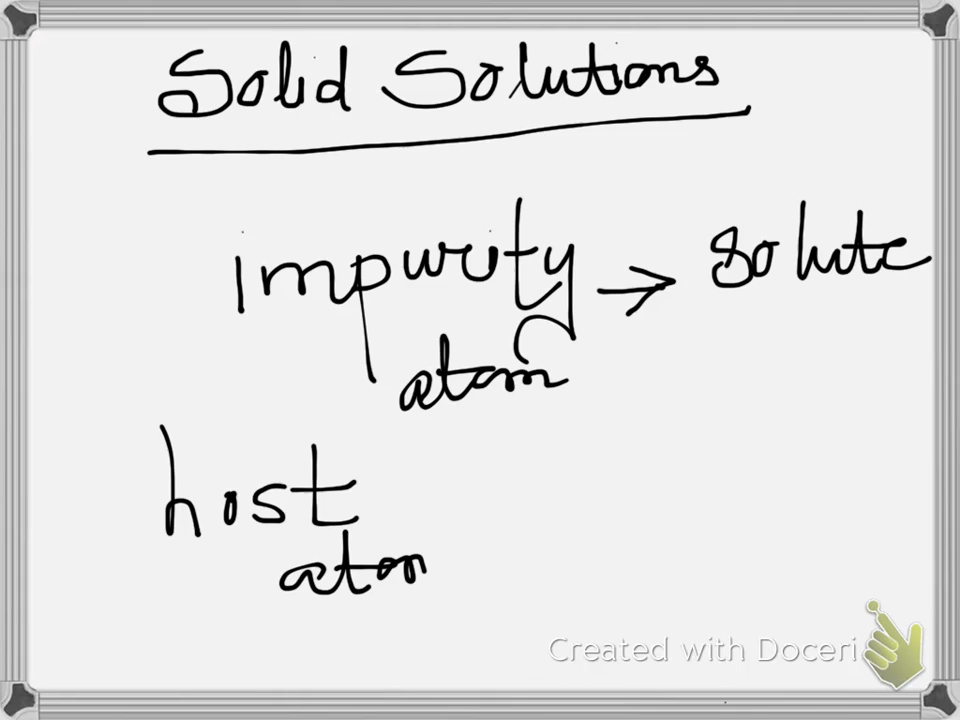 Solid Solutions
impurity → solute
atom
host
atom
Created with Doceri